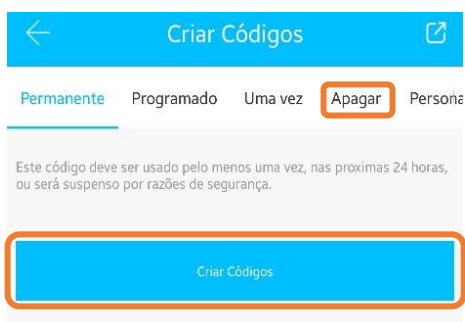 Criar Códigos
Permanente Programado Uma vez Apagar Persona
Este código deve ser usado pelo menos uma vez, nas proximas 24 horas,
ou será suspenso por razões de segurança.
Criar Códigos